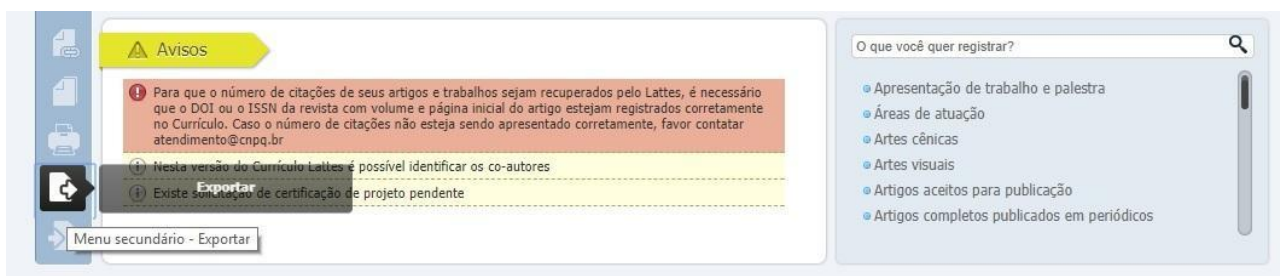 Avisos
Para que o número de citações de seus artigos e trabalhos sejam recuperados pelo Lattes, é necessário
que o DOI ou o ISSN da revista com volume e página inicial do artigo estejam registrados corretamente
no Currículo. Caso o número de citações não esteja sendo apresentado corretamente, favor contatar
atendimento@cnpq.br
Nesta versão do Currículo Lattes é possível identificar os co-autores
Existe solicitação de certificação de projeto pendente
Exportar
Menu secundário - Exportar
O que você quer registrar?
Apresentação de trabalho e palestra
Áreas de atuação
Artes cênicas
Artes visuais
Artigos aceitos para publicação
Artigos completos publicados em periódicos